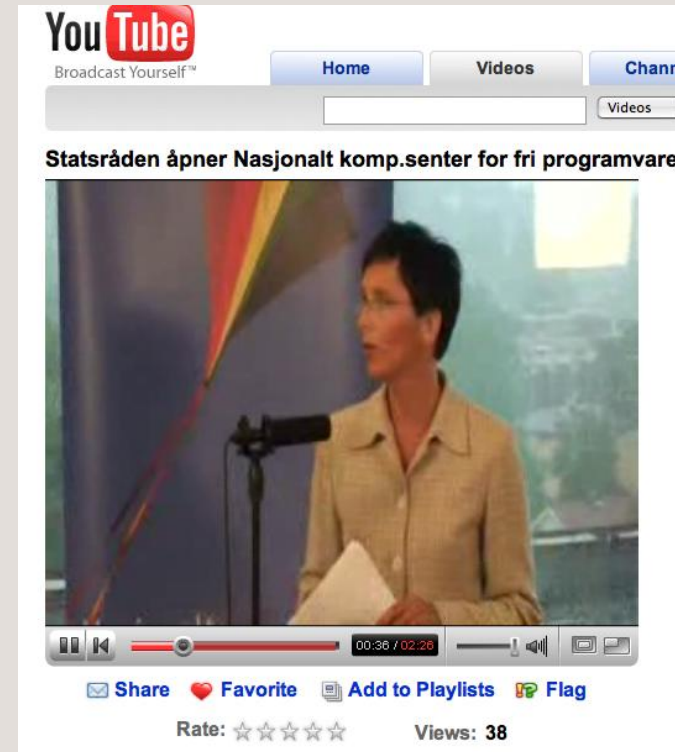 You Tube
Broadcast Yourself™
Home Videos Chann
Videos
Statsråden åpner Nasjonalt komp.senter for fri programvare
00:36 / 02:26
Share Favorite Add to Playlists Flag
Rate: Views: 38